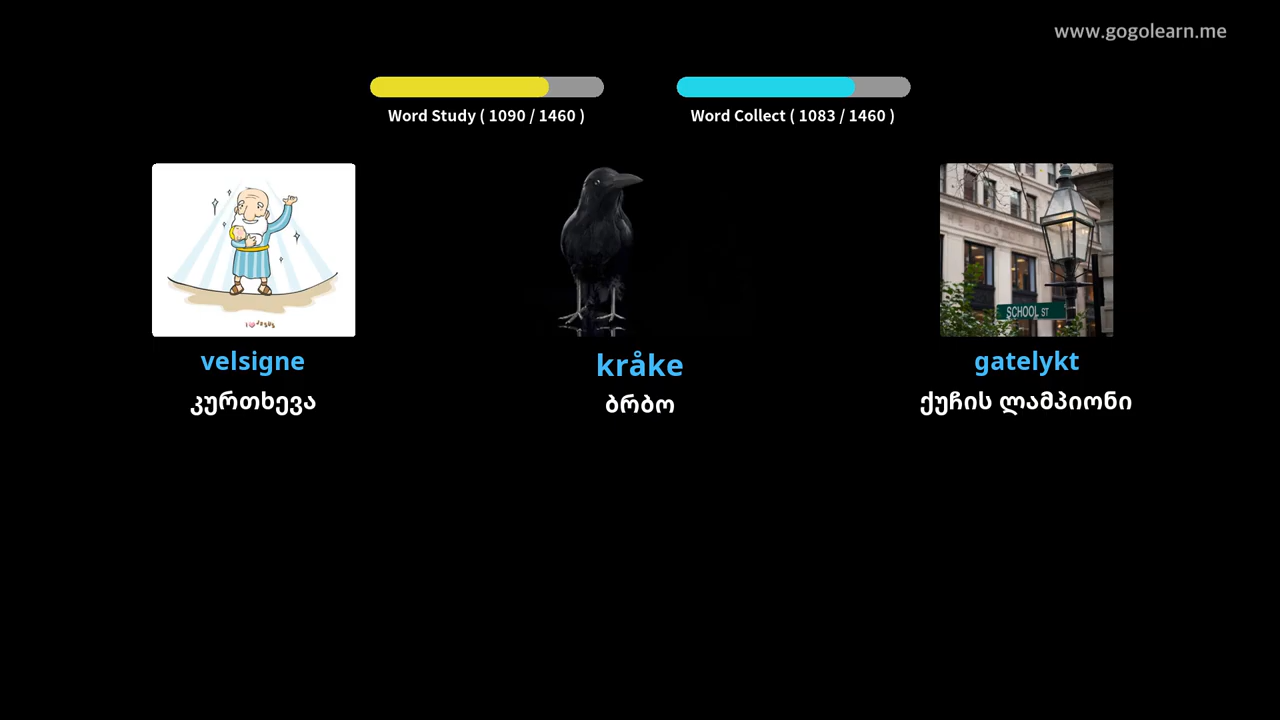 www.gogolearn.me
Word Study ( 1090 / 1460 )
Word Collect ( 1083 / 1460 )
I ♥ JESUS
SCHOOL ST
velsigne
kråke
gatelykt
კურთხევა
ბრბო
ქუჩის ლამპიონი